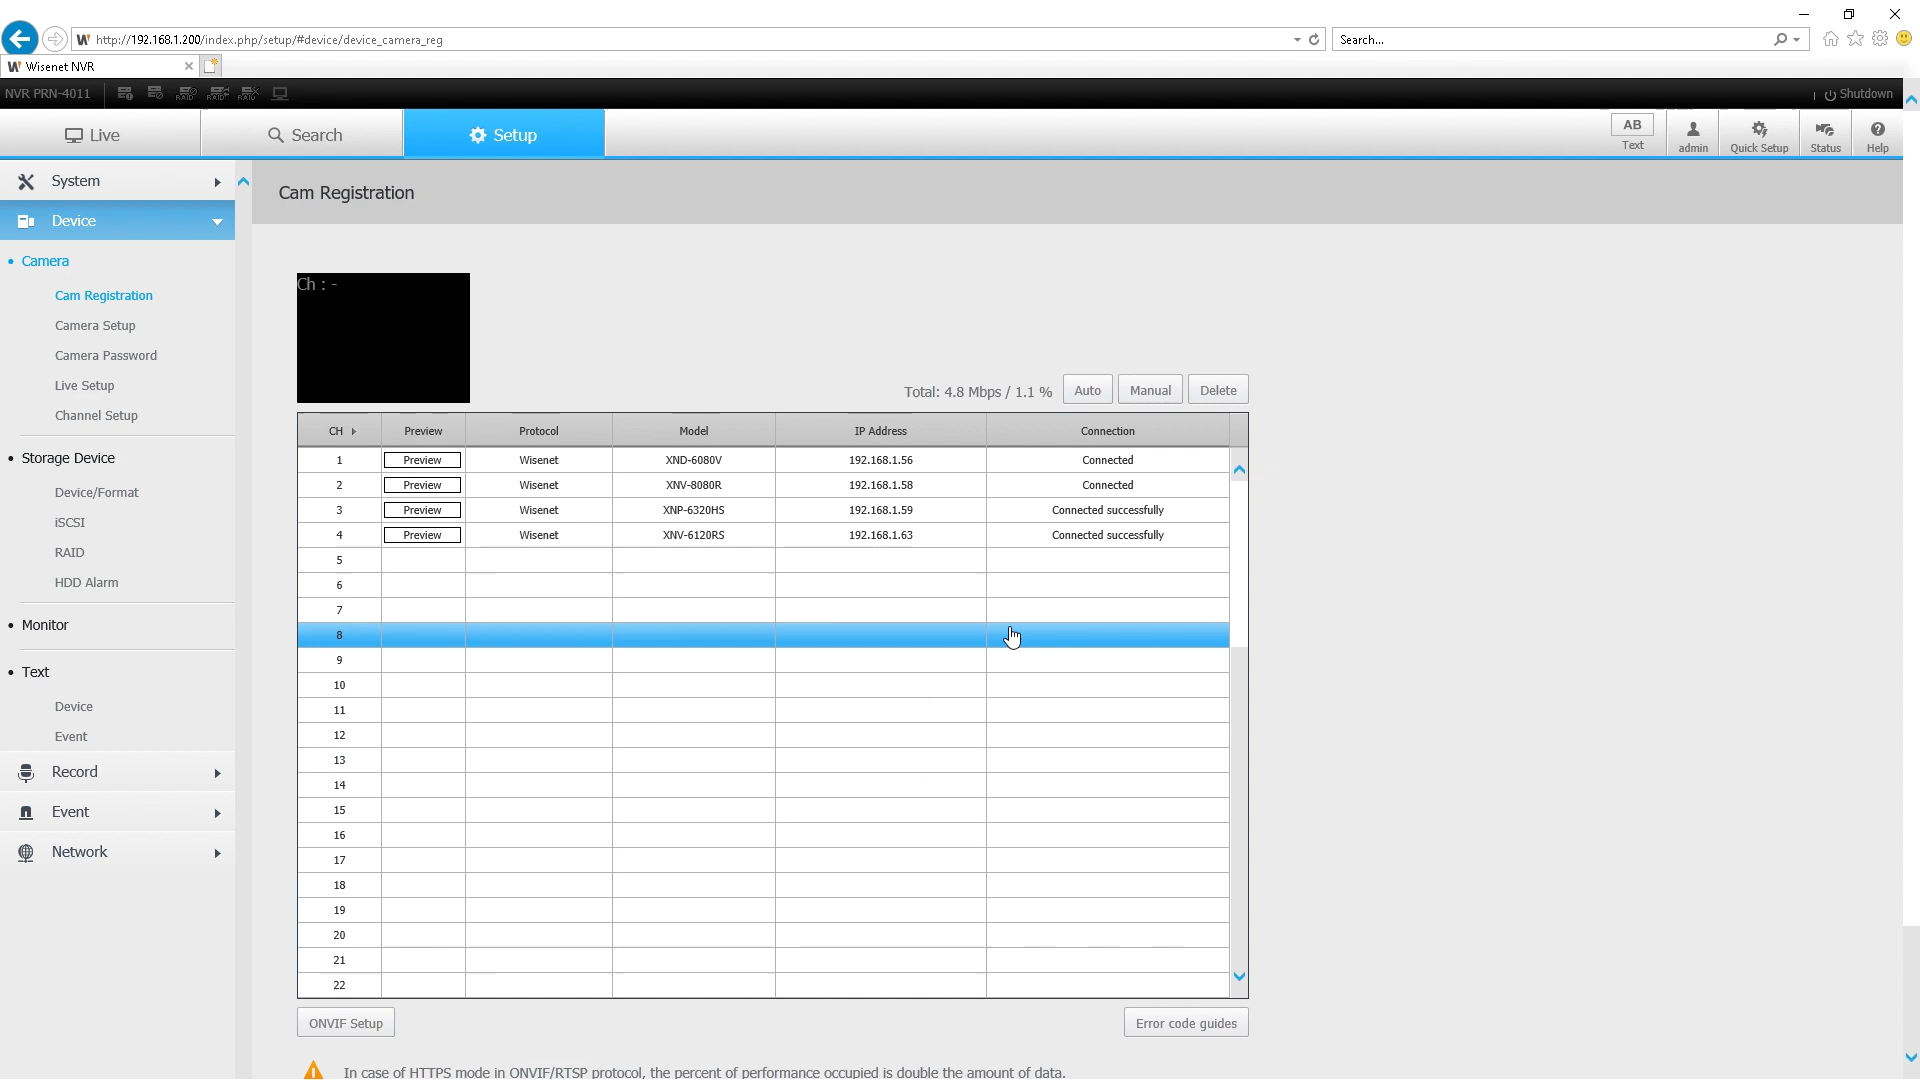 http://192.168.1.200/index.php/setup/#device/device_camera_reg
Search...
W Wisenet NVR
NVR PRN-4011
RAID RAID RAID
Shutdown
Live
Search
Setup
AB
Text
admin
Quick Setup
Status
Help
System
Device
Camera
Cam Registration
Camera Setup
Camera Password
Live Setup
Channel Setup
Storage Device
Device/Format
iSCSI
RAID
HDD Alarm
Monitor
Text
Device
Event
Record
Event
Network
Cam Registration
Ch : -
Total: 4.8 Mbps / 1.1 % Auto Manual Delete
CH Preview Protocol Model IP Address Connection
1 Preview Wisenet XND-6080V 192.168.1.56 Connected
2 Preview Wisenet XNV-8080R 192.168.1.58 Connected
3 Preview Wisenet XNP-6320HS 192.168.1.59 Connected successfully
4 Preview Wisenet XNV-6120RS 192.168.1.63 Connected successfully
5
6
7
8
9
10
11
12
13
14
15
16
17
18
19
20
21
22
ONVIF Setup
Error code guides
In case of HTTPS mode in ONVIF/RTSP protocol, the percent of performance occupied is double the amount of data.